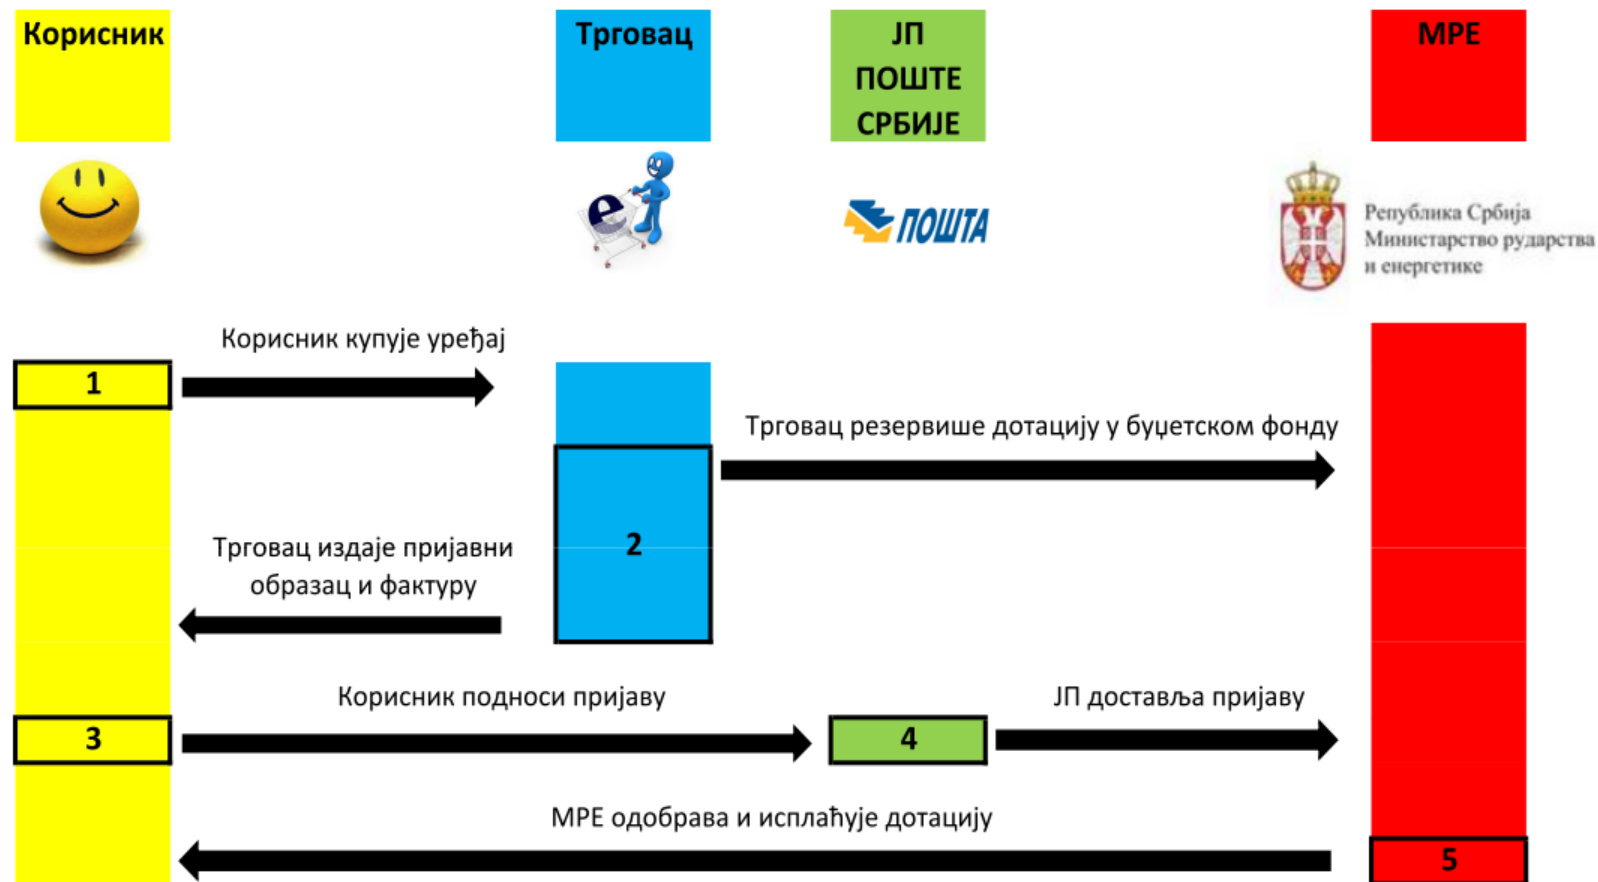 Корисник
Трговац
ЈП
ПОШТЕ
СРБИЈЕ
МРЕ
e
ПОШТА
Република Србија
Министарство рударства
и енергетике
Корисник купује уређај
1
Трговац резервише дотацију у буџетском фонду
2
Трговац издаје пријавни
образац и фактуру
Корисник подноси пријаву
ЈП доставља пријаву
3
4
МРЕ одобрава и исплаћује дотацију
5